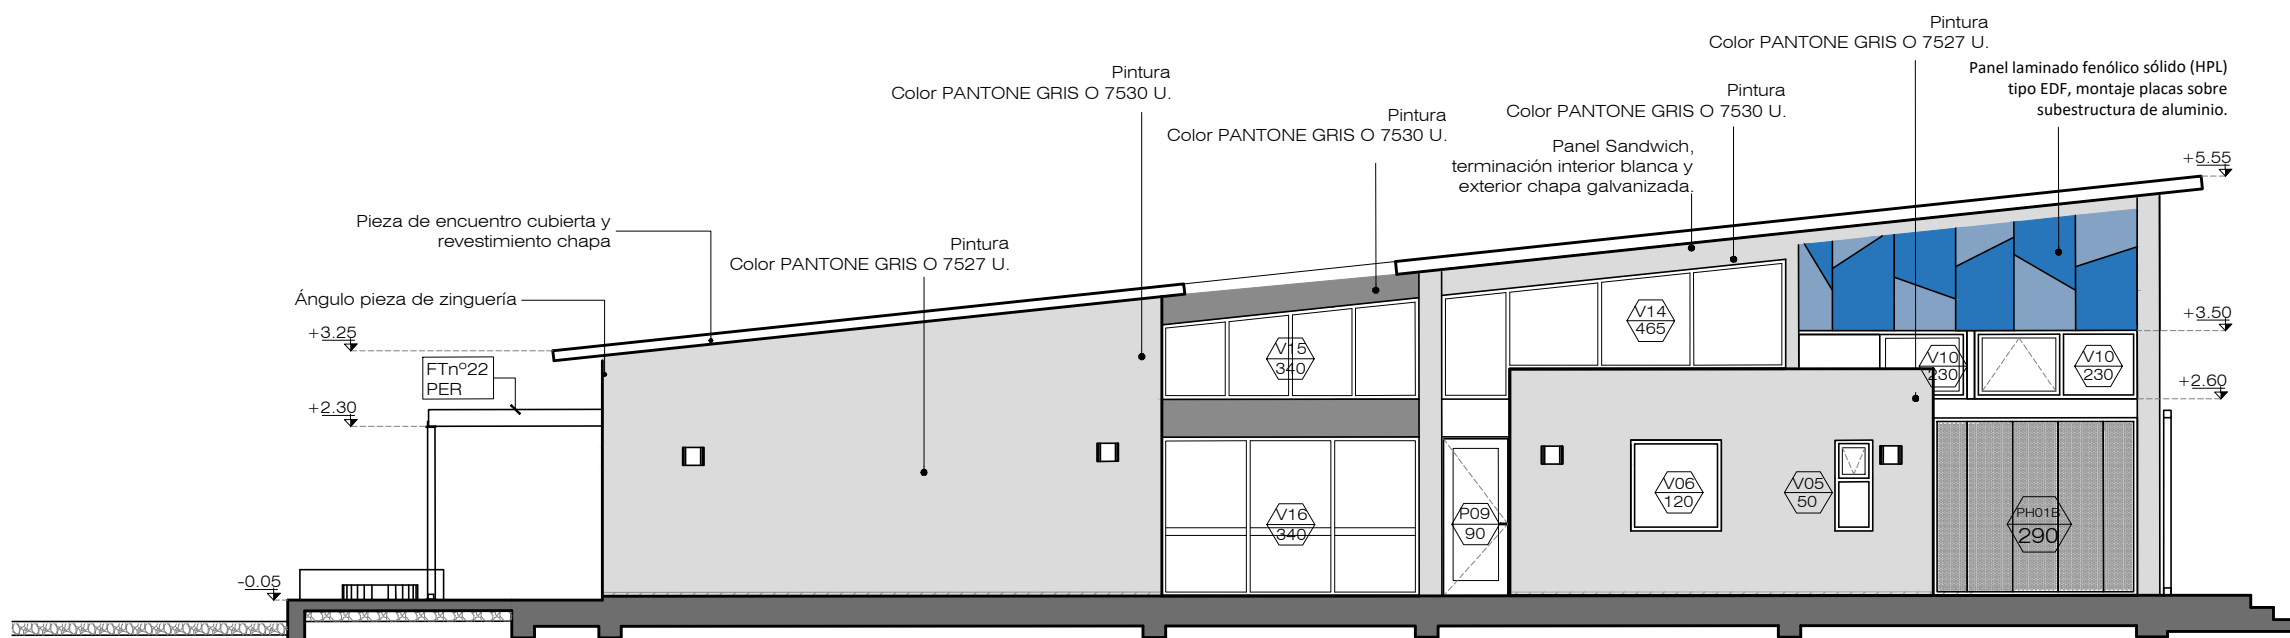 Pintura
Color PANTONE GRIS O 7527 U.
Panel laminado fenólico sólido (HPL)
tipo EDF, montaje placas sobre
subestructura de aluminio.
Pintura
Color PANTONE GRIS O 7530 U.
Pintura
Color PANTONE GRIS O 7530 U.
Pintura
Color PANTONE GRIS O 7530 U.
Panel Sandwich,
terminación interior blanca y
exterior chapa galvanizada.
+5.55
Pieza de encuentro cubierta y
revestimiento chapa
Pintura
Color PANTONE GRIS O 7527 U.
Ángulo pieza de zinguería
+3.25
+3.50
V14
465
V15
340
V10
230
V10
230
FTnº22
PER
+2.60
+2.30
V06
120
V05
50
V16
340
P09
90
PH01B
290
-0.05